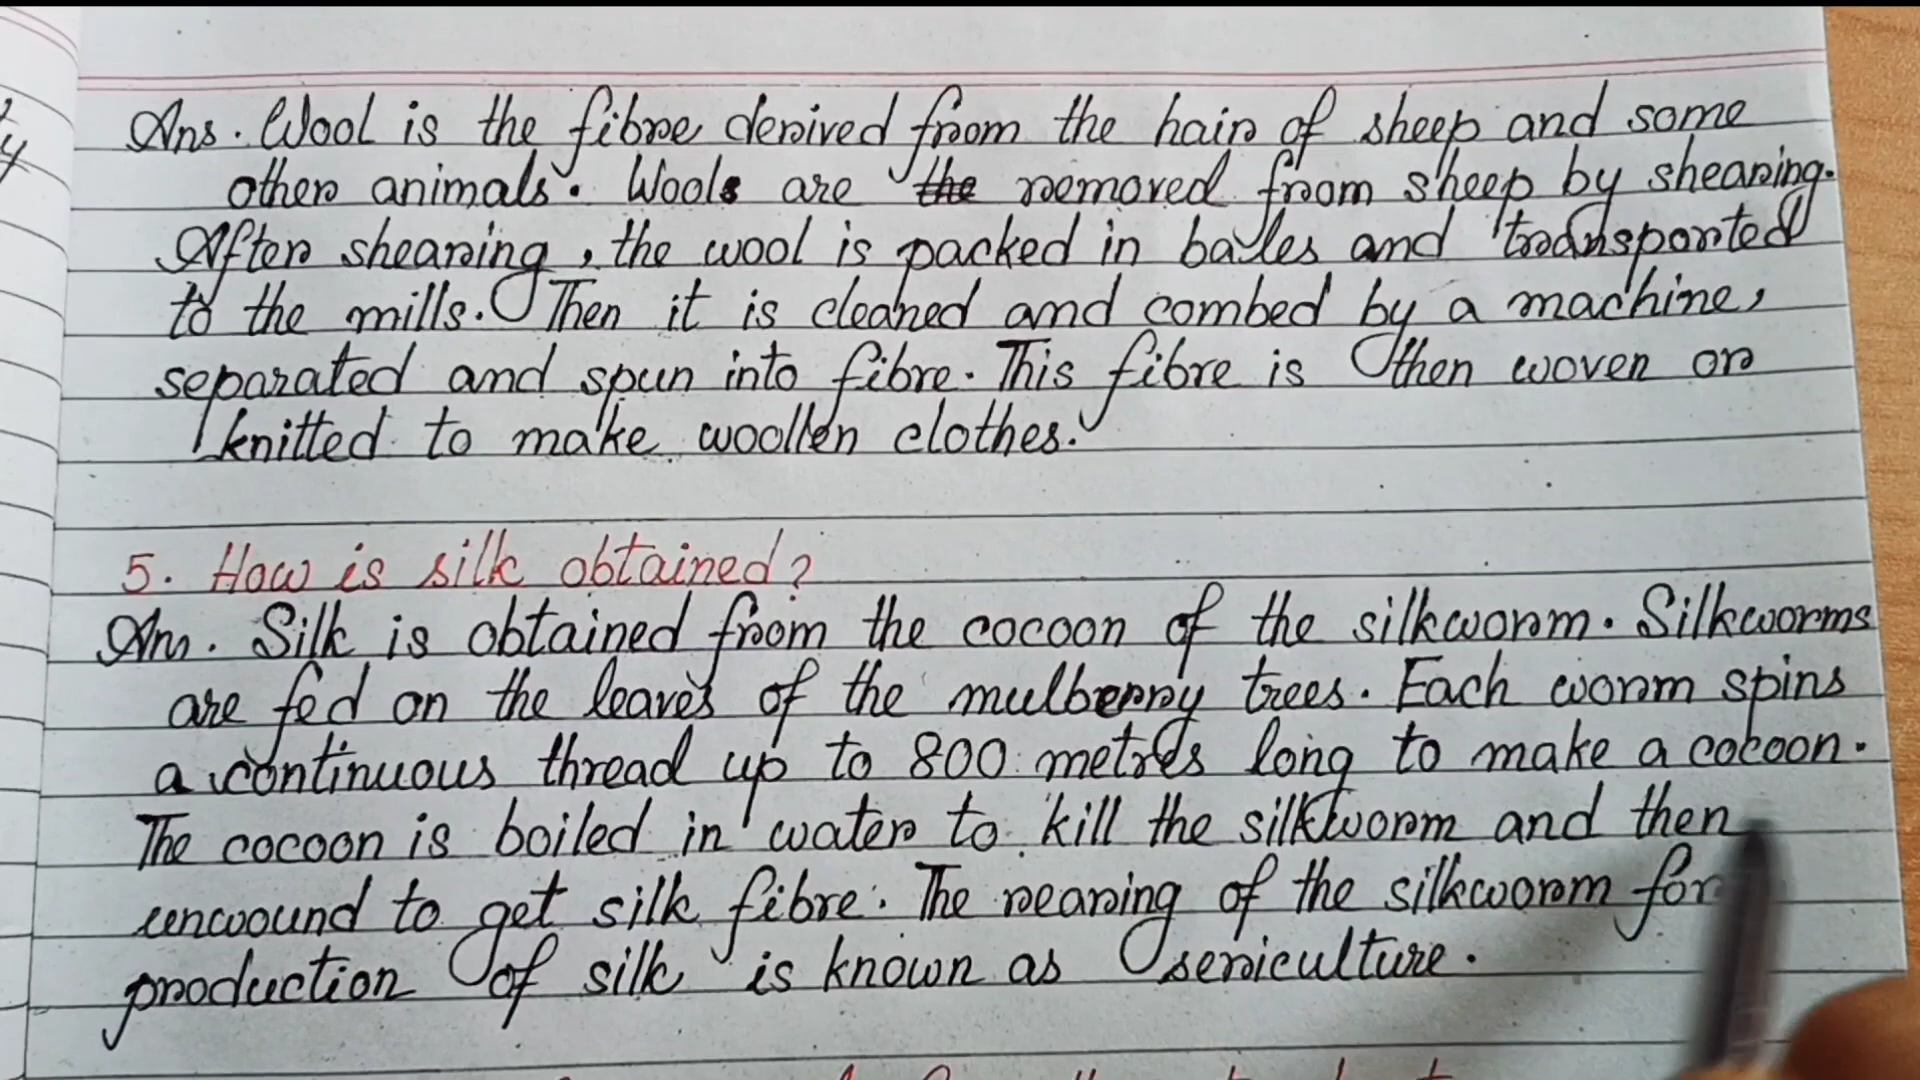 Ans. Wool is the fibre derived from the hair of sheep and some
other animals. Wools are the removed from sheep by shearing.
After shearing, the wool is packed in bales and transported
to the mills. Then it is cleaned and combed by a machine,
separated and spun into fibre. This fibre is then woven or
knitted to make woollen clothes.
5. How is silk obtained?
Ans. Silk is obtained from the cocoon of the silkworm. Silkworms
are fed on the leaves of the mulberry trees. Each worm spins
a continuous thread up to 800 metres long to make a cocoon.
The cocoon is boiled in water to kill the silkworm and then
unwound to get silk fibre. The rearing of the silkworm for
production of silk is known as sericulture.